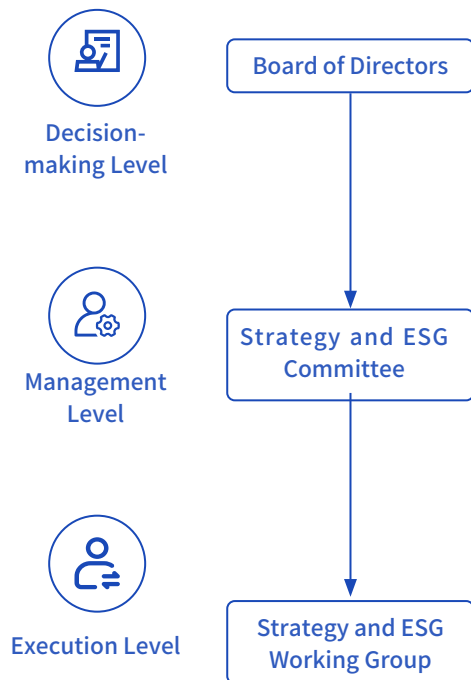 Board of Directors
Decision-
making Level
Strategy and ESG
Committee
Management
Level
Strategy and ESG
Working Group
Execution Level